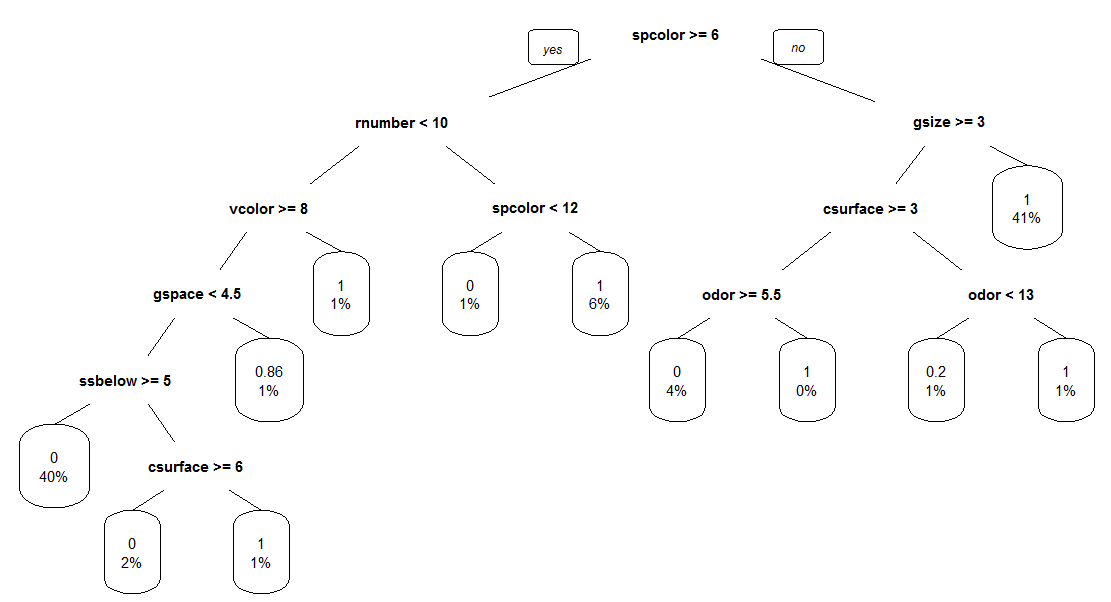 spcolor >= 6
yes
no
rnumber < 10
gsize >= 3
vcolor >= 8
spcolor < 12
csurface >= 3
1
41%
gspace < 4.5
1
1%
0
1%
1
6%
odor >= 5.5
odor < 13
ssbelow >= 5
0.86
1%
0
4%
1
0%
0.2
1%
1
1%
0
40%
csurface >= 6
0
2%
1
1%